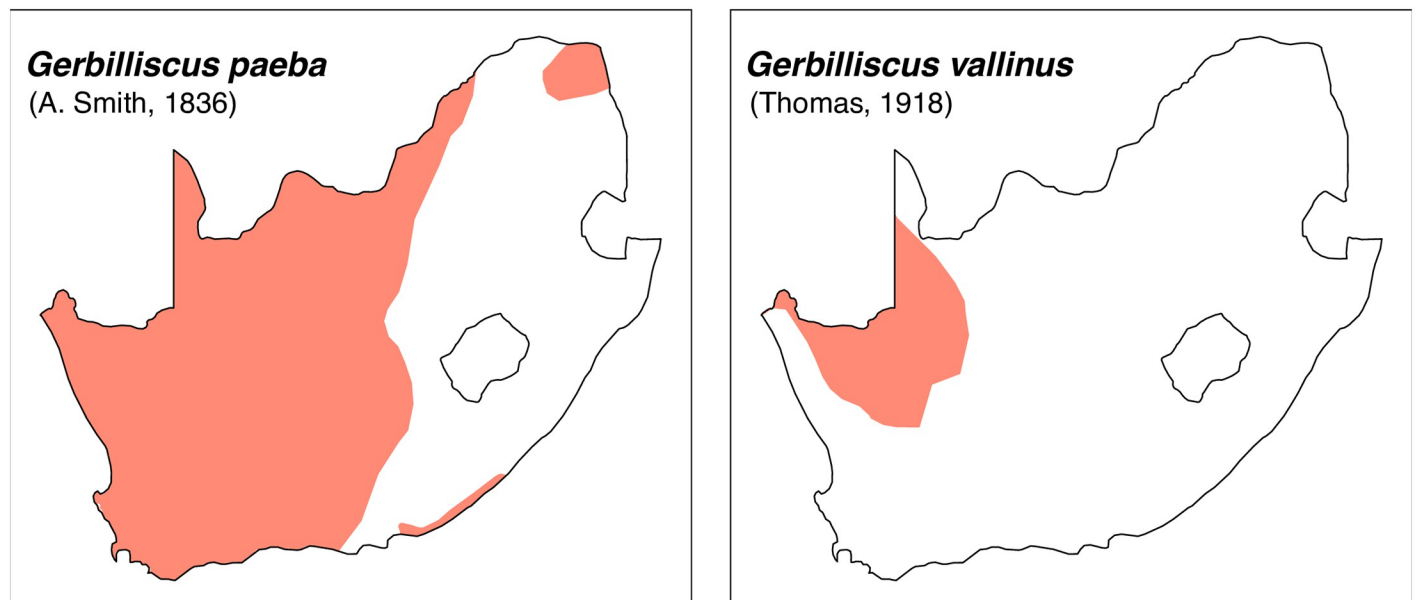 Gerbilliscus paeba
(A. Smith, 1836)
Gerbilliscus vallinus
(Thomas, 1918)